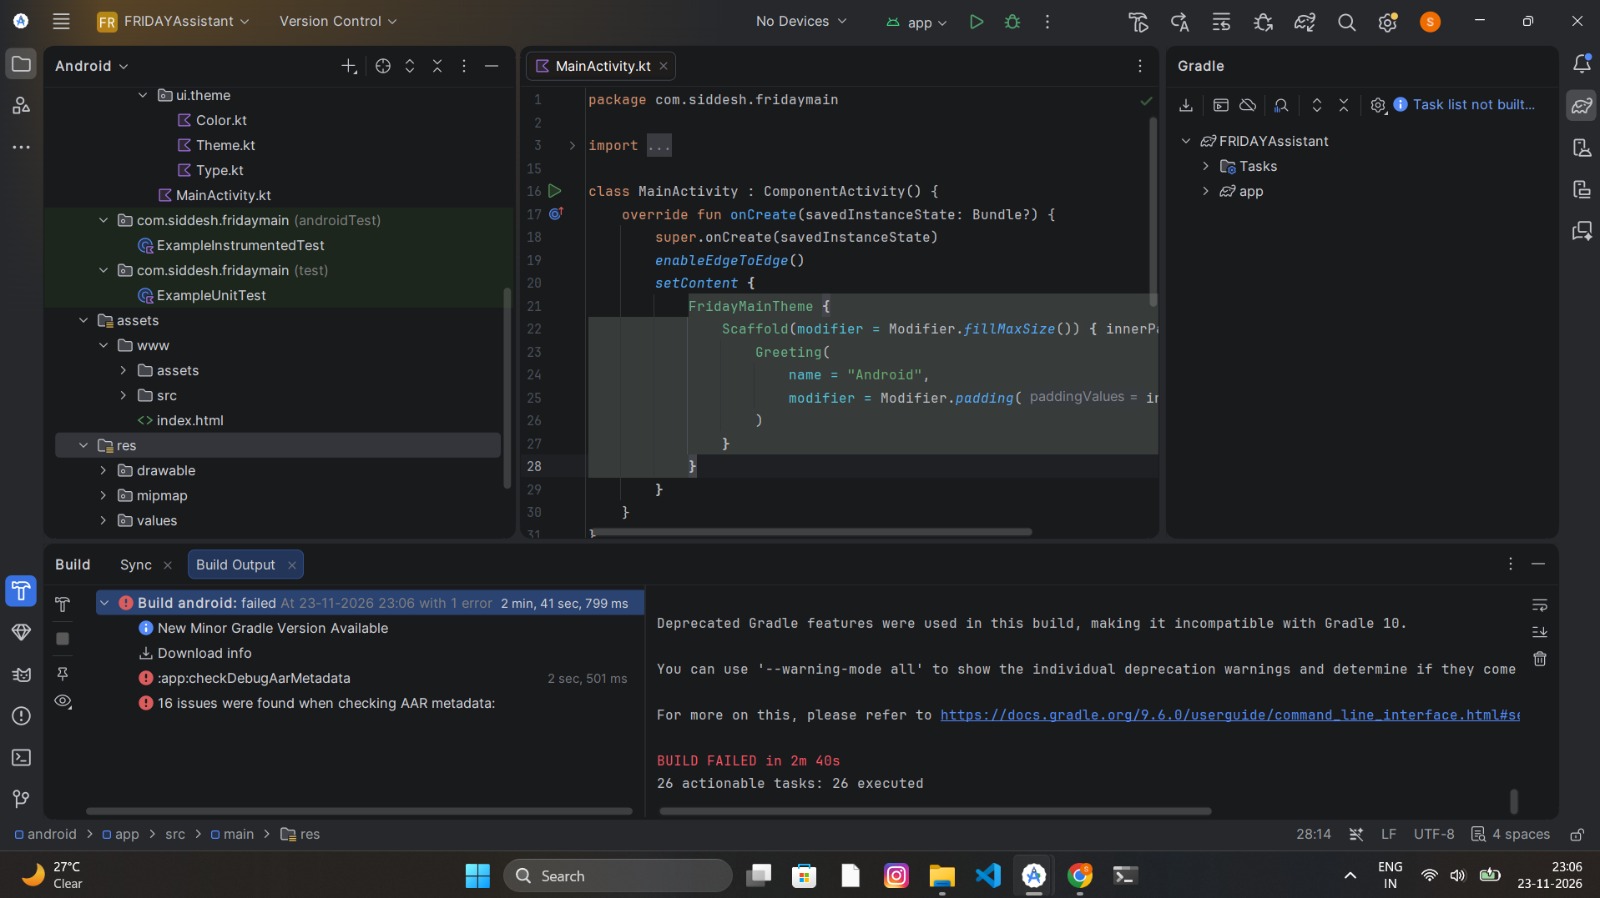 FR FRIDAYAssistant Version Control No Devices app S
Android
ui.theme
Color.kt
Theme.kt
Type.kt
MainActivity.kt
com.siddesh.fridaymain (androidTest)
ExampleInstrumentedTest
com.siddesh.fridaymain (test)
ExampleUnitTest
assets
www
assets
src
index.html
res
drawable
mipmap
values
MainActivity.kt
1 package com.siddesh.fridaymain
2
3 import ...
15
16 class MainActivity : ComponentActivity() {
17 override fun onCreate(savedInstanceState: Bundle?) {
18 super.onCreate(savedInstanceState)
19 enableEdgeToEdge()
20 setContent {
21 FridayMainTheme {
22 Scaffold(modifier = Modifier.fillMaxSize()) { innerPa
23 Greeting(
24 name = "Android",
25 modifier = Modifier.padding( paddingValues = in
26 )
27 }
28 }
29 }
30 }
31 }
Gradle
Task list not built...
FRIDAYAssistant
Tasks
app
Build Sync Build Output
Build android: failed At 23-11-2026 23:06 with 1 error 2 min, 41 sec, 799 ms
New Minor Gradle Version Available
Download info
:app:checkDebugAarMetadata 2 sec, 501 ms
16 issues were found when checking AAR metadata:
Deprecated Gradle features were used in this build, making it incompatible with Gradle 10.
You can use '--warning-mode all' to show the individual deprecation warnings and determine if they come
For more on this, please refer to https://docs.gradle.org/9.6.0/userguide/command_line_interface.html#se
BUILD FAILED in 2m 40s
26 actionable tasks: 26 executed
android > app > src > main > res
28:14 LF UTF-8 4 spaces
27°C
Clear
Search
ENG
IN
23:06
23-11-2026